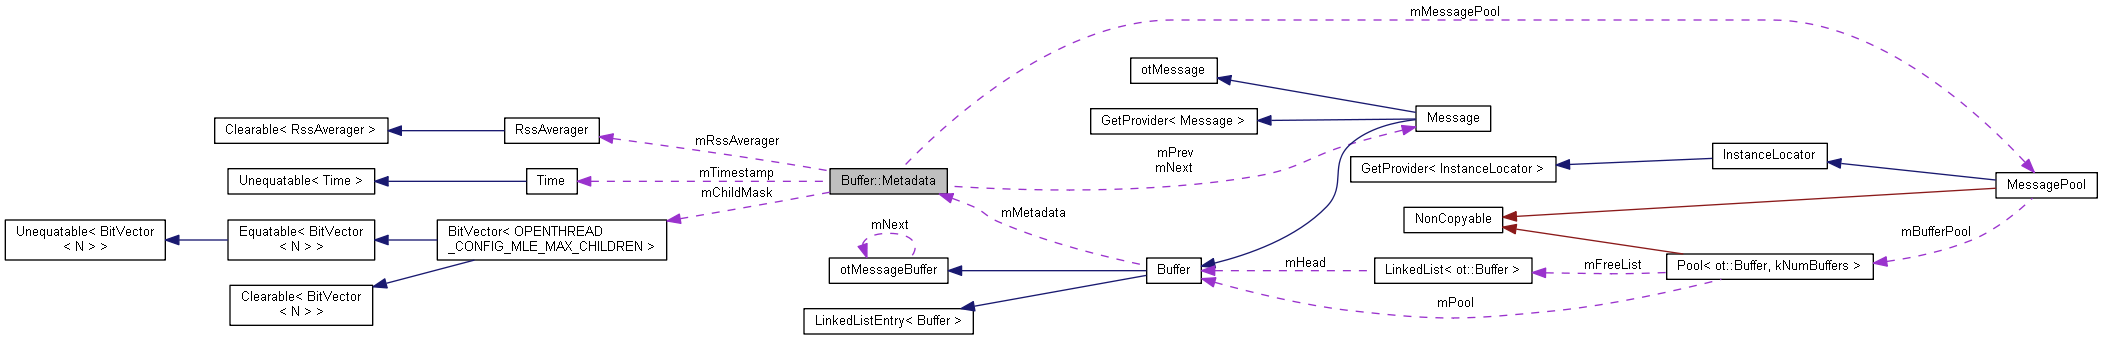 mMessagePool
otMessage
GetProvider< Message >
Message
Clearable< RssAverager >
RssAverager
mRssAverager
mPrev
mNext
InstanceLocator
GetProvider< InstanceLocator >
Unequatable< Time >
Time
mTimestamp
mChildMask
Buffer::Metadata
MessagePool
NonCopyable
mMetadata
mNext
mBufferPool
Unequatable< BitVector
< N > >
Equatable< BitVector
< N > >
BitVector< OPENTHREAD
_CONFIG_MLE_MAX_CHILDREN >
otMessageBuffer
Buffer
mHead
LinkedList< ot::Buffer >
mFreeList
Pool< ot::Buffer, kNumBuffers >
Clearable< BitVector
< N > >
mPool
LinkedListEntry< Buffer >